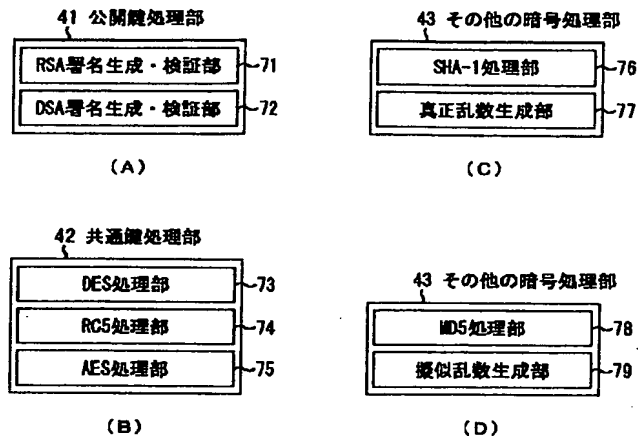 41 公開鍵処理部
RSA署名生成・検証部 71
DSA署名生成・検証部 72
(A)
43 その他の暗号処理部
SHA-1処理部 76
真正乱数生成部 77
(C)
42 共通鍵処理部
DES処理部 73
RC5処理部 74
AES処理部 75
(B)
43 その他の暗号処理部
MD5処理部 78
擬似乱数生成部 79
(D)